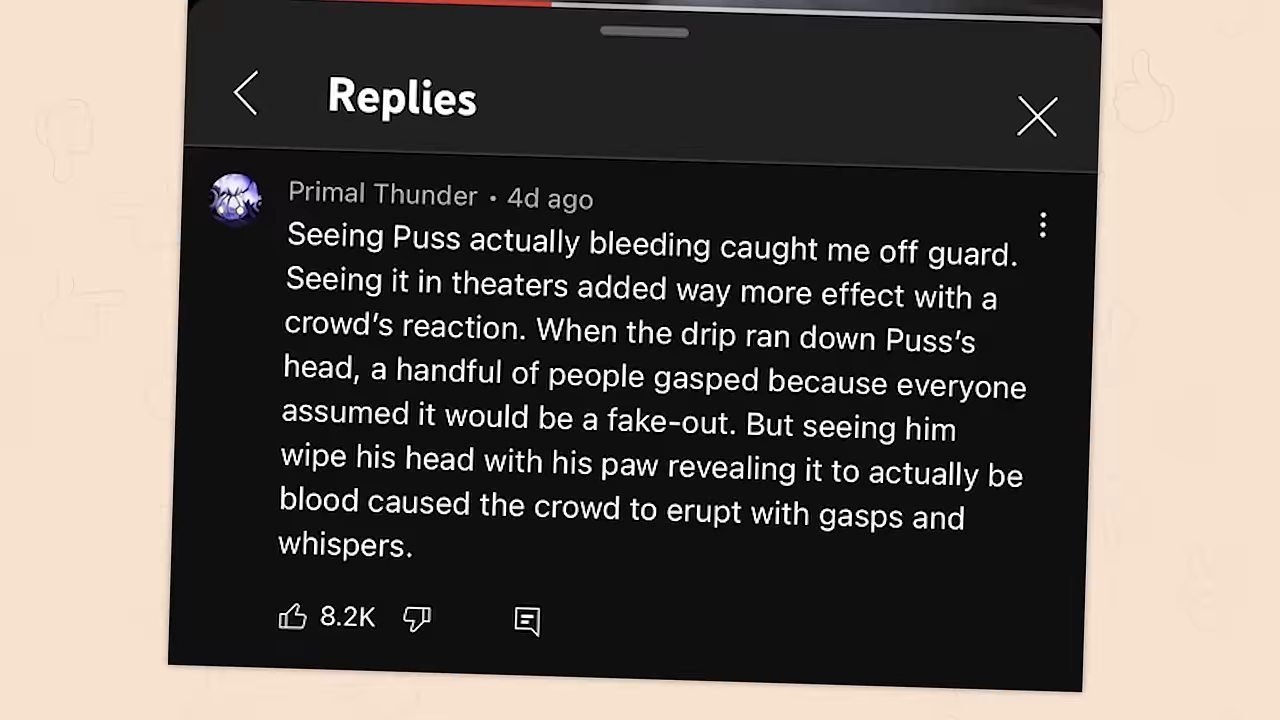 Replies
Primal Thunder • 4d ago
Seeing Puss actually bleeding caught me off guard.
Seeing it in theaters added way more effect with a
crowd’s reaction. When the drip ran down Puss’s
head, a handful of people gasped because everyone
assumed it would be a fake-out. But seeing him
wipe his head with his paw revealing it to actually be
blood caused the crowd to erupt with gasps and
whispers.
8.2K